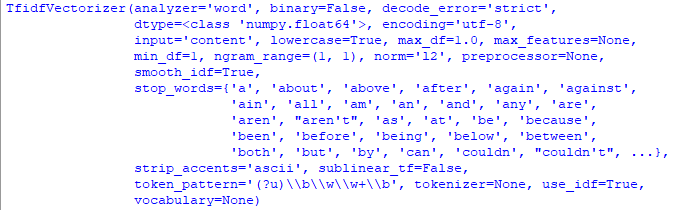 TfidfVectorizer(analyzer='word', binary=False, decode_error='strict',
dtype=<class 'numpy.float64'>, encoding='utf-8',
input='content', lowercase=True, max_df=1.0, max_features=None,
min_df=1, ngram_range=(1, 1), norm='l2', preprocessor=None,
smooth_idf=True,
stop_words={'a', 'about', 'above', 'after', 'again', 'against',
'ain', 'all', 'am', 'an', 'and', 'any', 'are',
'aren', "aren't", 'as', 'at', 'be', 'because',
'been', 'before', 'being', 'below', 'between',
'both', 'but', 'by', 'can', 'couldn', "couldn't", ...},
strip_accents='ascii', sublinear_tf=False,
token_pattern='(?u)\\b\\w\\w+\\b', tokenizer=None, use_idf=True,
vocabulary=None)